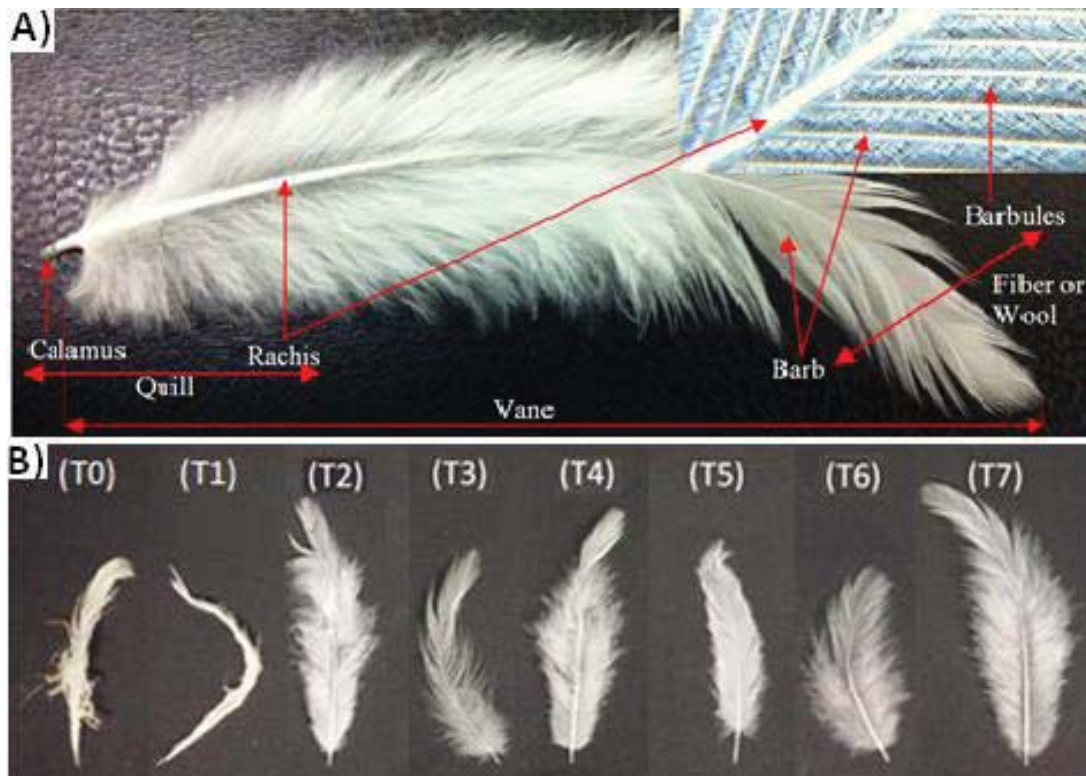 A)
Barbules
Fiber or
Wool
Calamus
Rachis
Barb
Quill
Vane
B)
(T0) (T1) (T2) (T3) (T4) (T5) (T6) (T7)